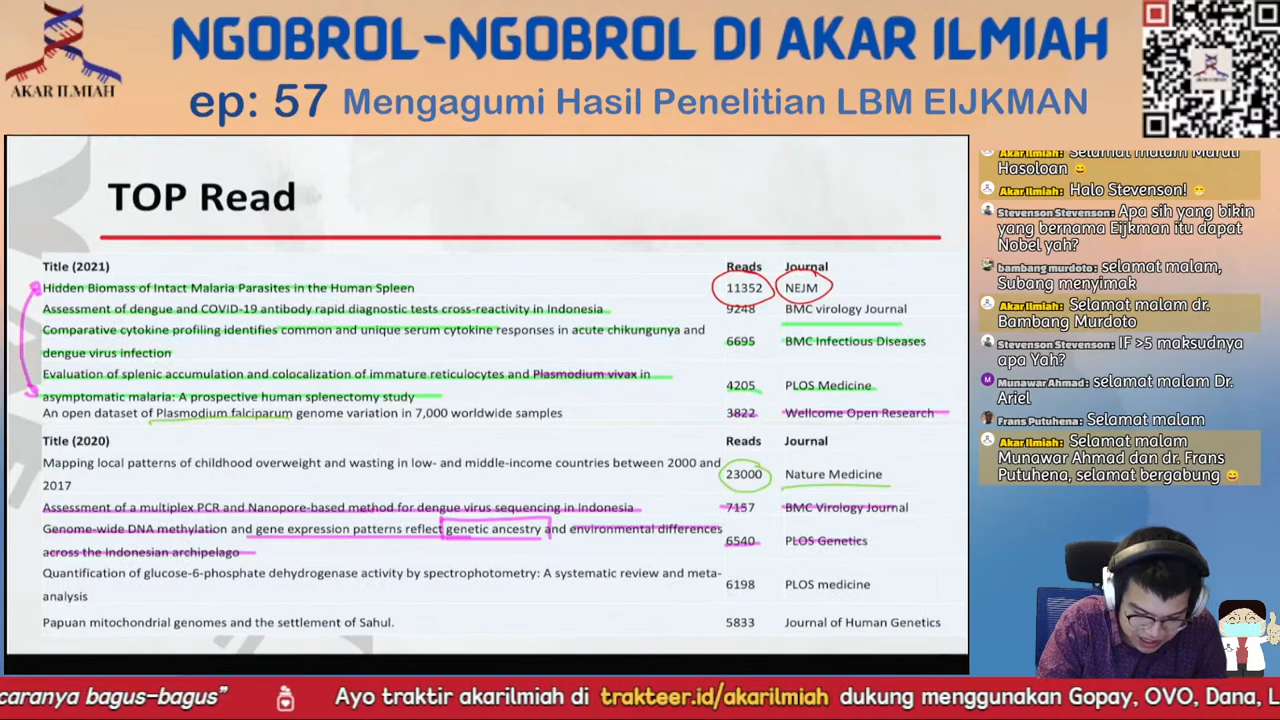 AKAR ILMIAH
NGOBROL-NGOBROL DI AKAR ILMIAH
ep: 57 Mengagumi Hasil Penelitian LBM EIJKMAN
TOP Read
Title (2021) Reads Journal
Hidden Biomass of Intact Malaria Parasites in the Human Spleen 11352 NEJM
Assessment of dengue and COVID-19 antibody rapid diagnostic tests cross-reactivity in Indonesia 9248 BMC virology Journal
Comparative cytokine profiling identifies common and unique serum cytokine responses in acute chikungunya and
dengue virus infection 6695 BMC Infectious Diseases
Evaluation of splenic accumulation and colocalization of immature reticulocytes and Plasmodium vivax in
asymptomatic malaria: A prospective human splenectomy study 4205 PLOS Medicine
An open dataset of Plasmodium falciparum genome variation in 7,000 worldwide samples 3822 Wellcome Open Research
Title (2020) Reads Journal
Mapping local patterns of childhood overweight and wasting in low- and middle-income countries between 2000 and
2017 23000 Nature Medicine
Assessment of a multiplex PCR and Nanopore-based method for dengue virus sequencing in Indonesia 7157 BMC Virology Journal
Genome-wide DNA methylation and gene expression patterns reflect genetic ancestry and environmental differences
across the Indonesian archipelago 6540 PLOS Genetics
Quantification of glucose-6-phosphate dehydrogenase activity by spectrophotometry: A systematic review and meta-
analysis 6198 PLOS medicine
Papuan mitochondrial genomes and the settlement of Sahul. 5833 Journal of Human Genetics
Akar Ilmiah: Selamat malam Maruli
Hasoloan 😄
Akar Ilmiah: Halo Stevenson! 😁
Stevenson Stevenson: Apa sih yang bikin
yang bernama Eijkman itu dapat
Nobel yah?
bambang murdoto: selamat malam,
Subang menyimak
Akar Ilmiah: Selamat malam dr.
Bambang Murdoto
Stevenson Stevenson: IF >5 maksudnya
apa Yah?
M Munawar Ahmad: selamat malam Dr.
Ariel
Frans Putuhena: Selamat malam
Akar Ilmiah: Selamat malam
Munawar Ahmad dan dr. Frans
Putuhena, selamat bergabung 😄
caranya bagus-bagus” Ayo traktir akarilmiah di trakteer.id/akarilmiah dukung menggunakan Gopay, OVO, Dana, L